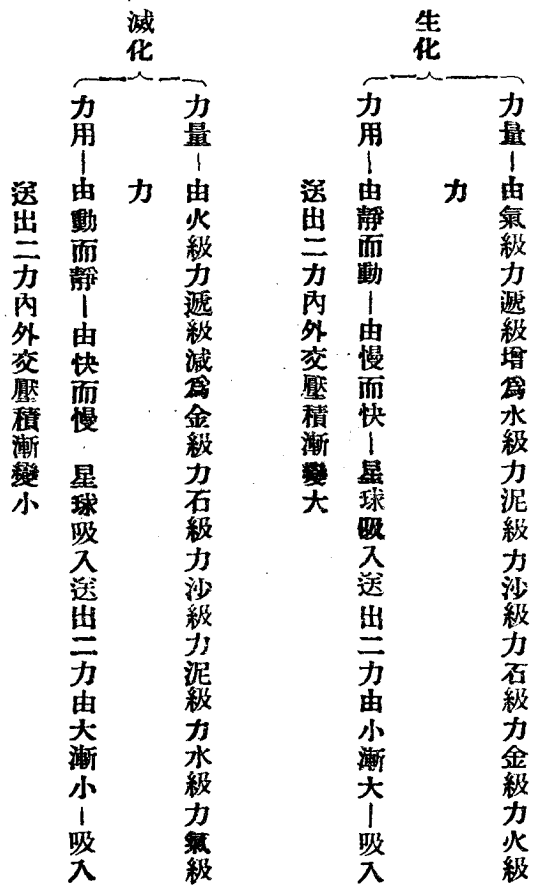 生化
力量—由氣級力遞級增爲水級力泥級力沙級力石級力金級力火級
力
力用—由靜而動—由慢而快—星球吸入送出二力由小漸大—吸入
送出二力內外交壓積漸變大
滅化
力量—由火級力遞級減爲金級力石級力沙級力泥級力水級力氣級
力
力用—由動而靜—由快而慢 星球吸入送出二力由大漸小—吸入
送出二力內外交壓積漸變小